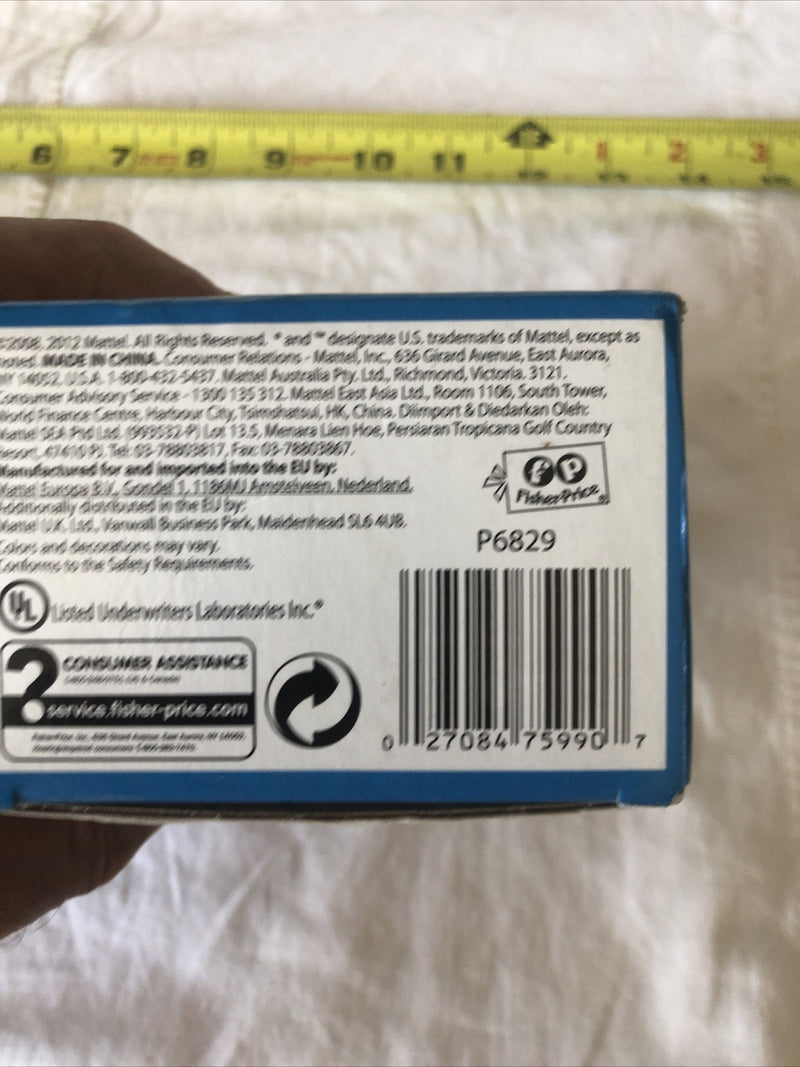 6 7 8 9 10 11 1 2 3
©2008, 2012 Mattel. All Rights Reserved. ® and ™ designate U.S. trademarks of Mattel, except as
noted. MADE IN CHINA. Consumer Relations - Mattel, Inc., 636 Girard Avenue, East Aurora,
NY 14052, U.S.A. 1-800-432-5437. Mattel Australia Pty. Ltd., Richmond, Victoria. 3121.
Consumer Advisory Service - 1300 135 312. Mattel East Asia Ltd., Room 1106, South Tower,
World Finance Centre, Harbour City, Tsimshatsui, HK, China. Diimport & Diedarkan Oleh:
Mattel SEA Ltd. (993532-P) Lot 13.5, Menara Lien Hoe, Persiaran Tropicana Golf Country
Resort, 47410 PJ. Tel: 03-78803817, Fax: 03-78803867.
Manufactured for and imported into the EU by:
Mattel Europa B.V., Gondel 1, 1186MJ Amstelveen, Nederland.
Additionally distributed in the EU by:
Mattel U.K. Ltd., Vanwall Business Park, Maidenhead SL6 4UB.
Colors and decorations may vary.
Conforms to the Safety Requirements.
Fisher-Price®
P6829
UL Listed Underwriters Laboratories Inc.®
? CONSUMER ASSISTANCE
service.fisher-price.com
0 27084 75990 7